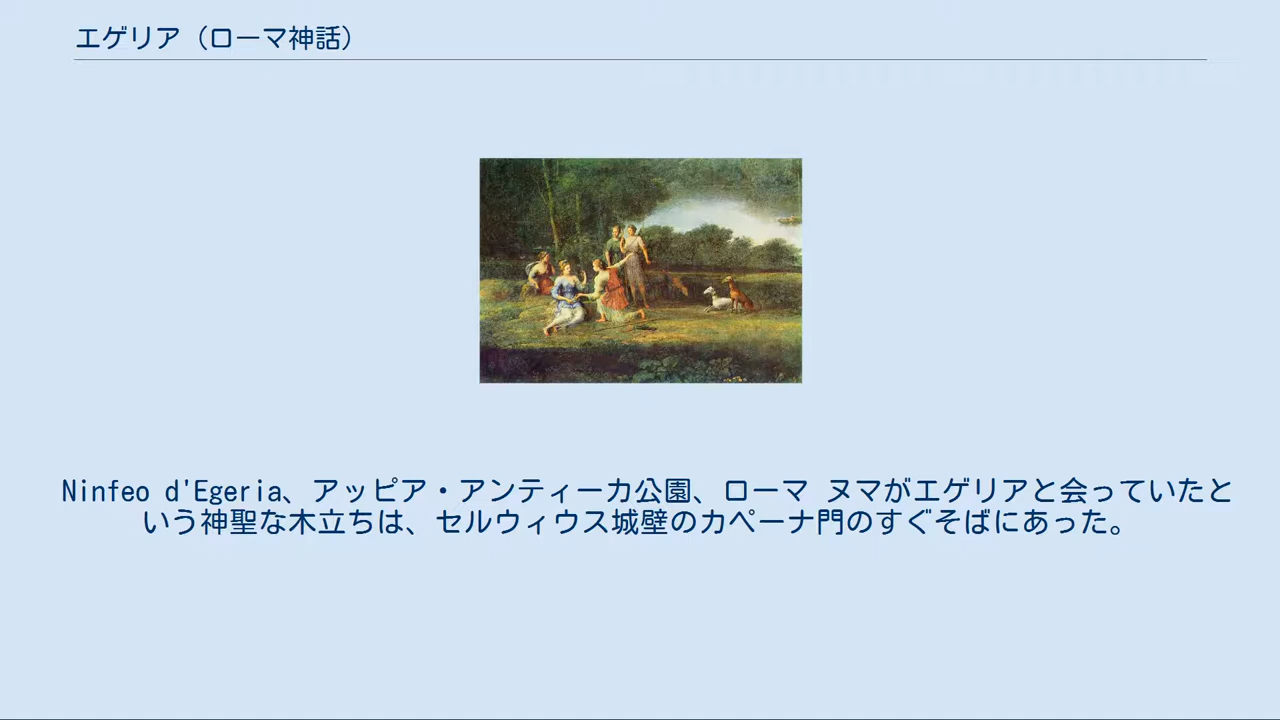 エゲリア（ローマ神話）
Ninfeo d'Egeria、アッピア・アンティーカ公園、ローマ ヌマがエゲリアと会っていたと
いう神聖な木立ちは、セルウィウス城壁のカペーナ門のすぐそばにあった。